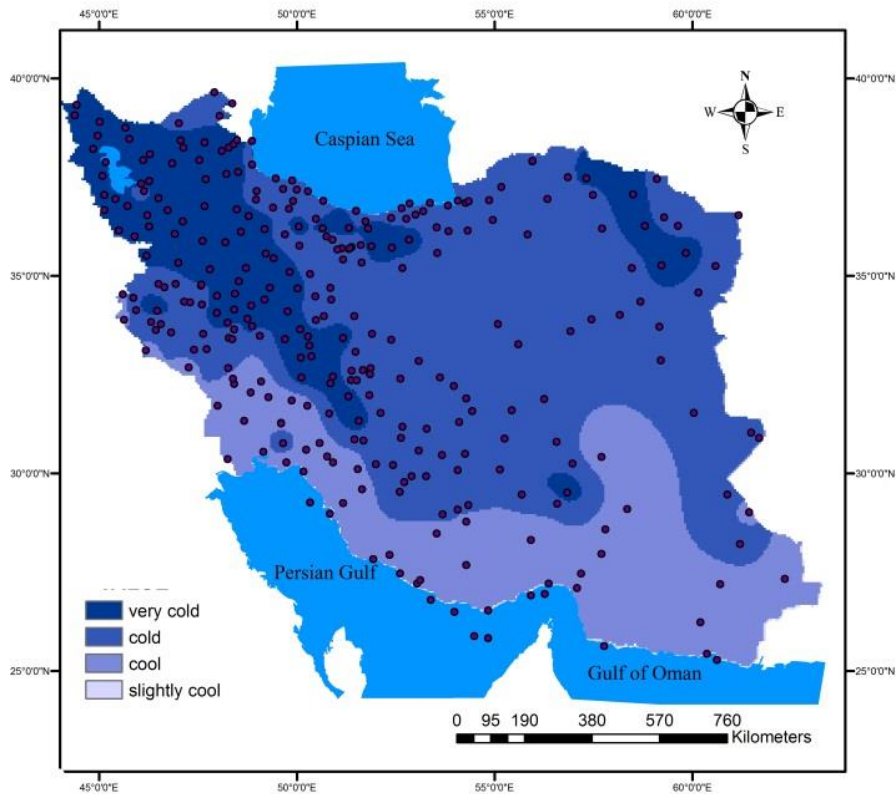 45°0'0"E 50°0'0"E 55°0'0"E 60°0'0"E
40°0'0"N 40°0'0"N
N
W E
S
Caspian Sea
35°0'0"N 35°0'0"N
30°0'0"N 30°0'0"N
Persian Gulf
very cold
cold
cool
slightly cool
25°0'0"N 25°0'0"N
Gulf of Oman
0 95 190 380 570 760
Kilometers
45°0'0"E 50°0'0"E 55°0'0"E 60°0'0"E